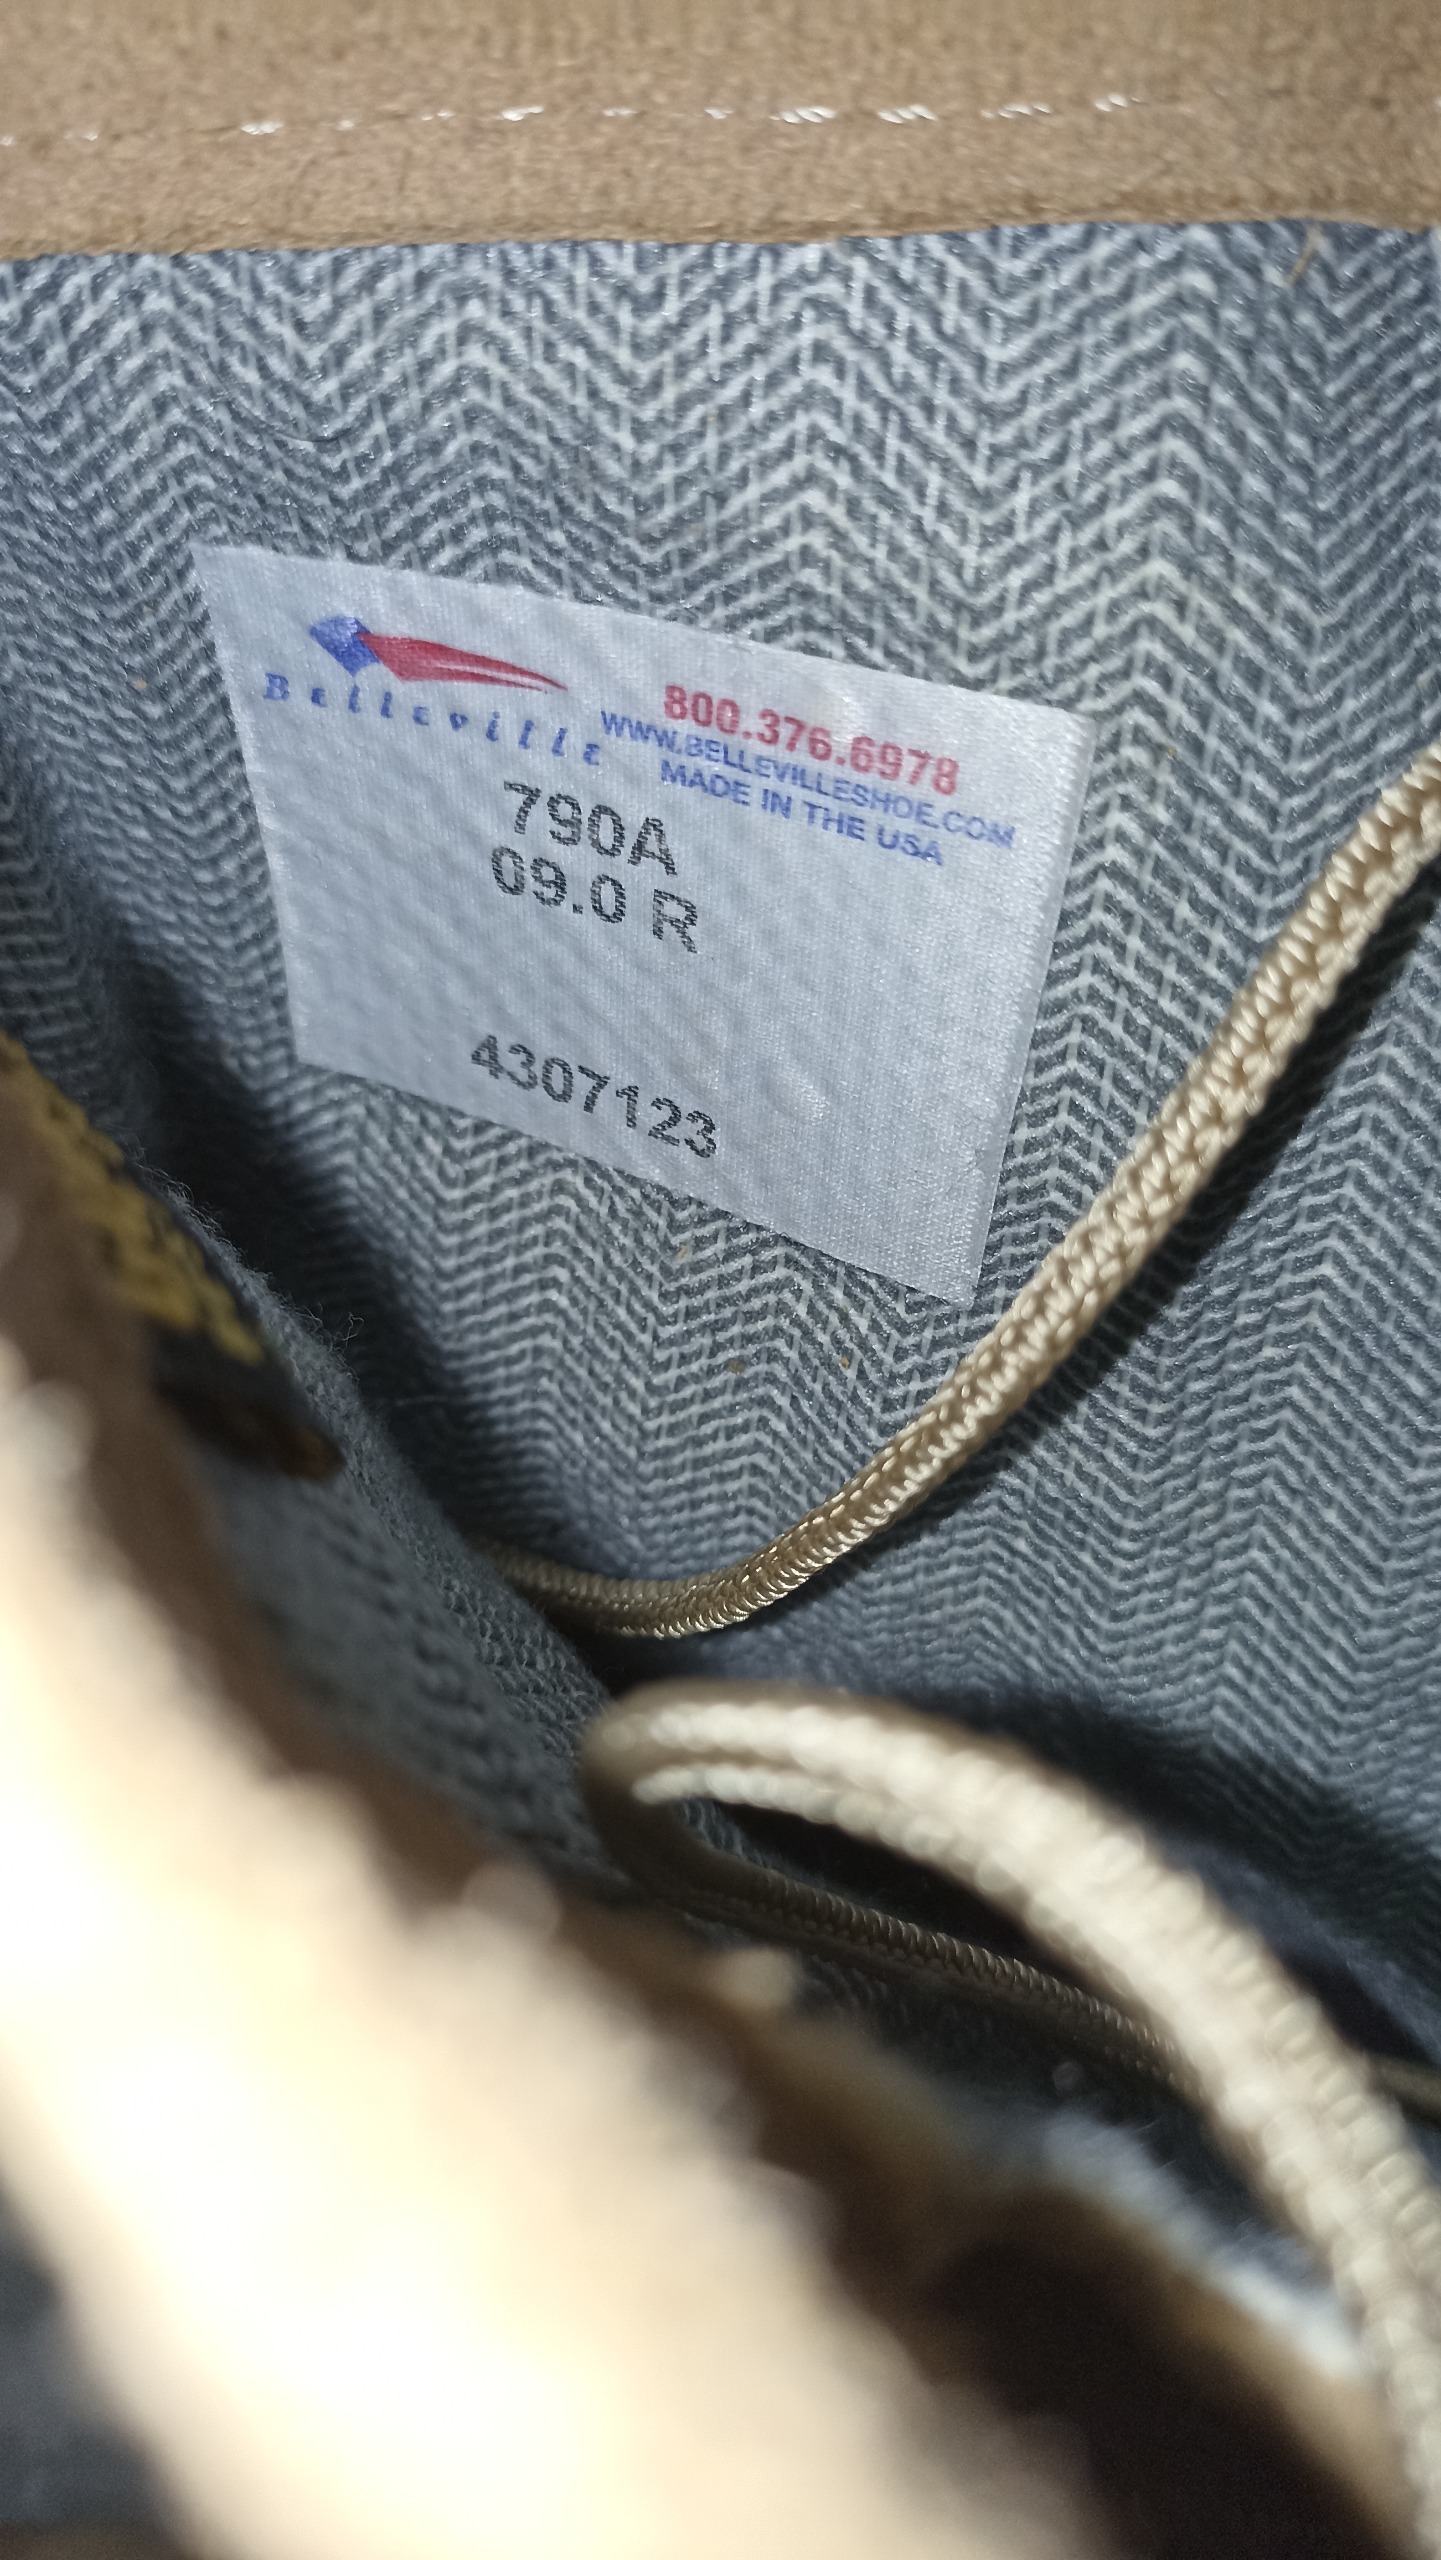 Belleville
800.376.6978
WWW.BELLEVILLESHOE.COM
MADE IN THE USA
790A
09.0 R
4307123